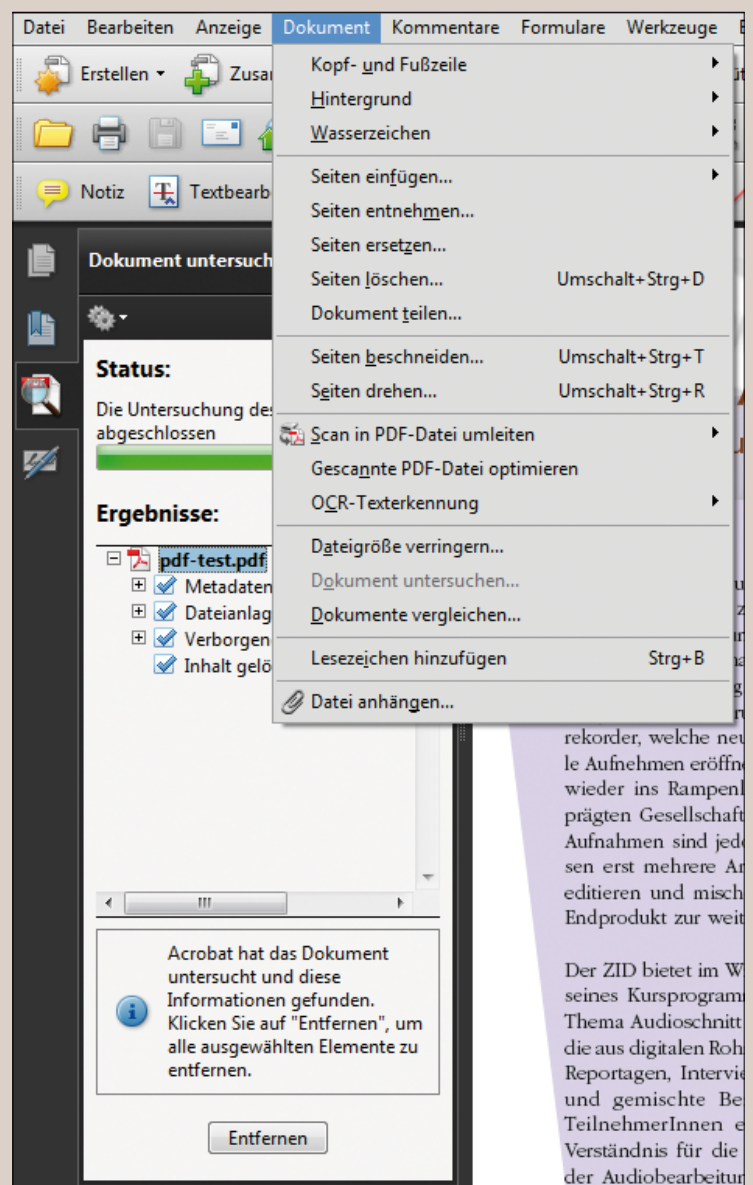 Datei Bearbeiten Anzeige Dokument Kommentare Formulare Werkzeuge
Erstellen
Notiz Textbearb
Kopf- und Fußzeile
Hintergrund
Wasserzeichen
Seiten einfügen...
Seiten entnehmen...
Seiten ersetzen...
Seiten löschen... Umschalt+Strg+D
Dokument teilen...
Seiten beschneiden... Umschalt+Strg+T
Seiten drehen... Umschalt+Strg+R
Scan in PDF-Datei umleiten
Gescannte PDF-Datei optimieren
OCR-Texterkennung
Dateigröße verringern...
Dokument untersuchen...
Dokumente vergleichen...
Lesezeichen hinzufügen Strg+B
Datei anhängen...
Dokument untersuch
Status:
Die Untersuchung des
abgeschlossen
Ergebnisse:
pdf-test.pdf
Metadaten
Dateianlag
Verborgen
Inhalt gelö
Acrobat hat das Dokument
untersucht und diese
Informationen gefunden.
Klicken Sie auf "Entfernen", um
alle ausgewählten Elemente zu
entfernen.
Entfernen
rekorder, welche neu
le Aufnehmen eröffn
wieder ins Rampenl
prägten Gesellschaft
Aufnahmen sind jed
sen erst mehrere Ar
editieren und misch
Endprodukt zur weit
Der ZID bietet im W
seines Kursprogram
Thema Audioschnitt
die aus digitalen Roh
Reportagen, Intervi
und gemischte Be
TeilnehmerInnen e
Verständnis für die
der Audiobearbeitun